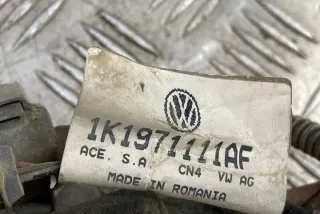 1K1971111AF
ACE. S.A CN4 VW AG
MADE IN ROMANIA